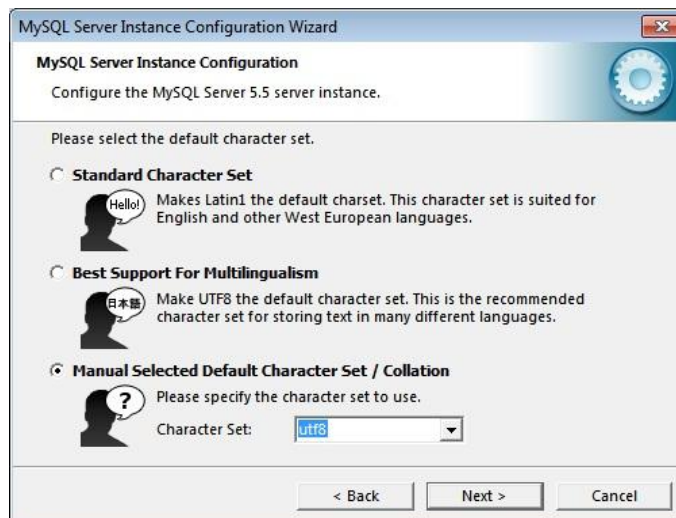 MySQL Server Instance Configuration Wizard
MySQL Server Instance Configuration
Configure the MySQL Server 5.5 server instance.
Please select the default character set.
Standard Character Set
Hello!
Makes Latin1 the default charset. This character set is suited for
English and other West European languages.
Best Support For Multilingualism
日本語
Make UTF8 the default character set. This is the recommended
character set for storing text in many different languages.
Manual Selected Default Character Set / Collation
?
Please specify the character set to use.
Character Set: utf8
< Back Next > Cancel